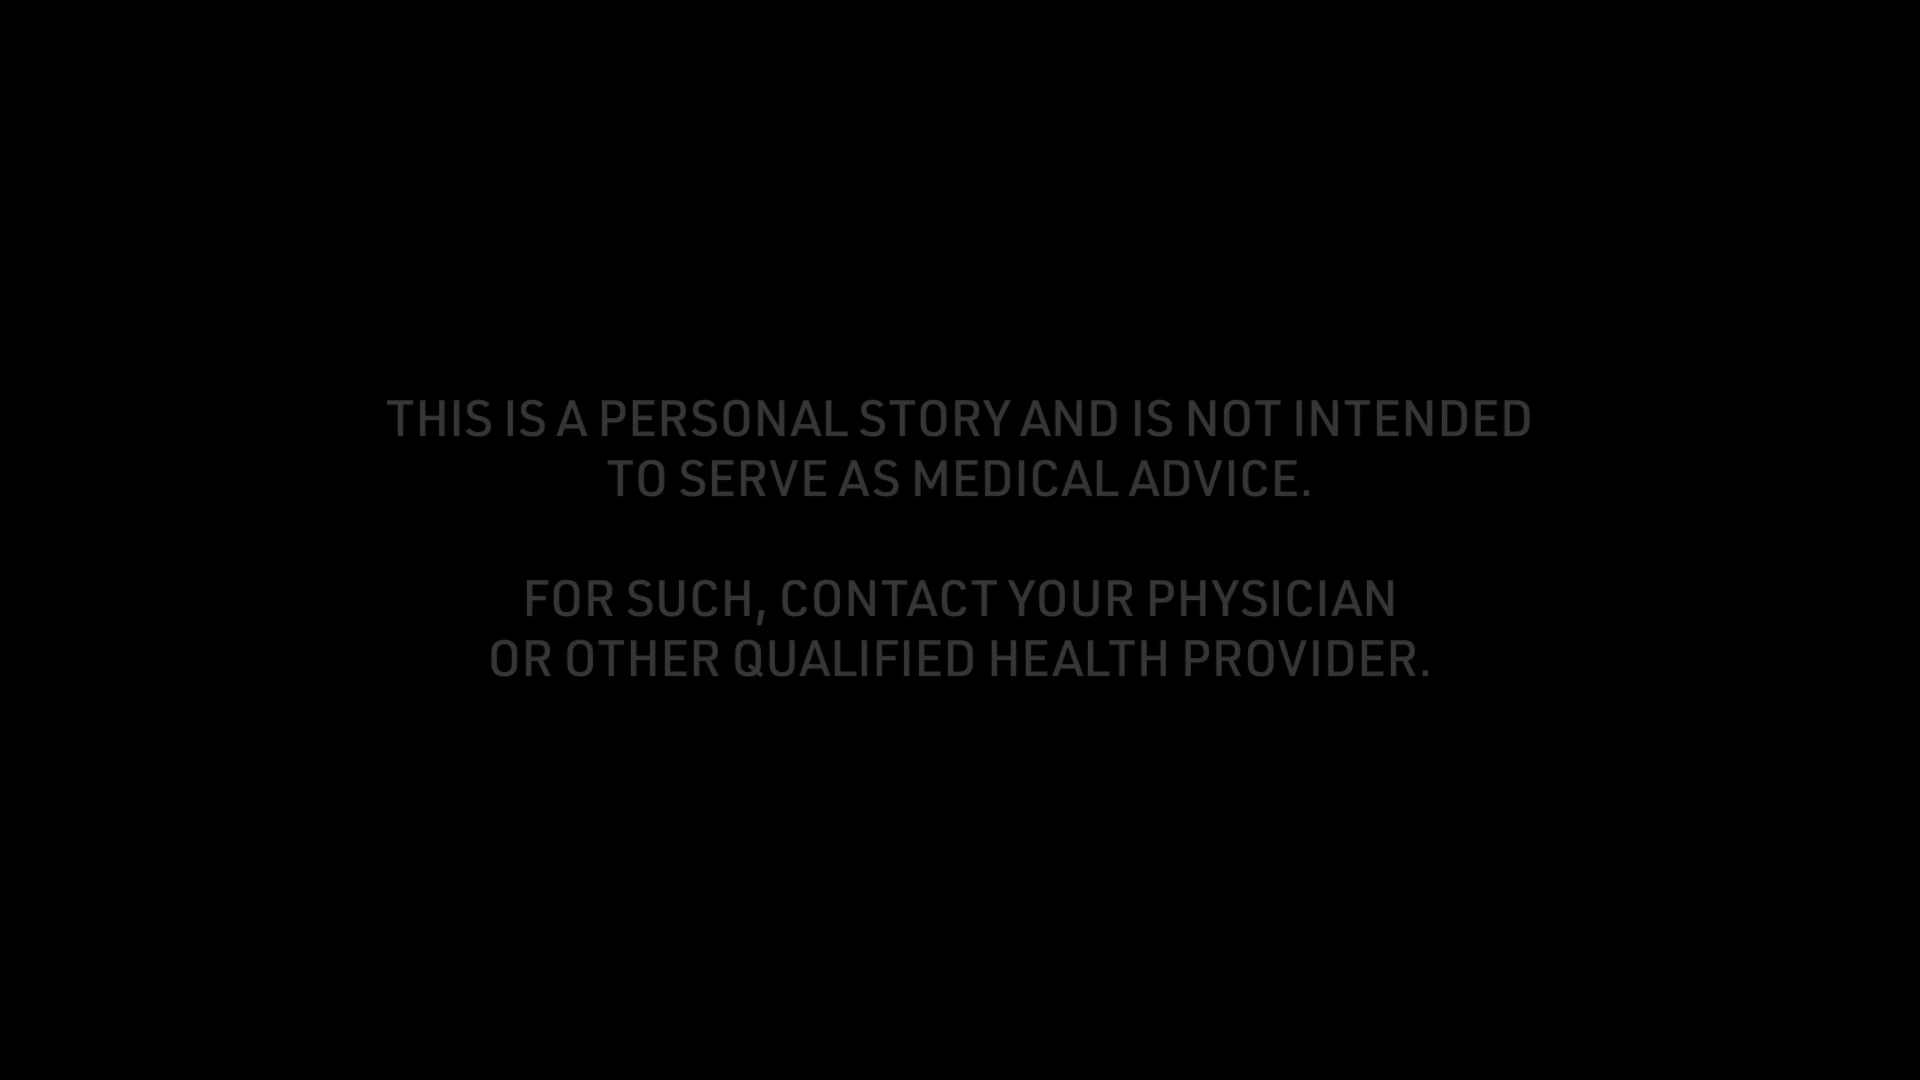 THIS IS A PERSONAL STORY AND IS NOT INTENDED
TO SERVE AS MEDICAL ADVICE.
FOR SUCH, CONTACT YOUR PHYSICIAN
OR OTHER QUALIFIED HEALTH PROVIDER.